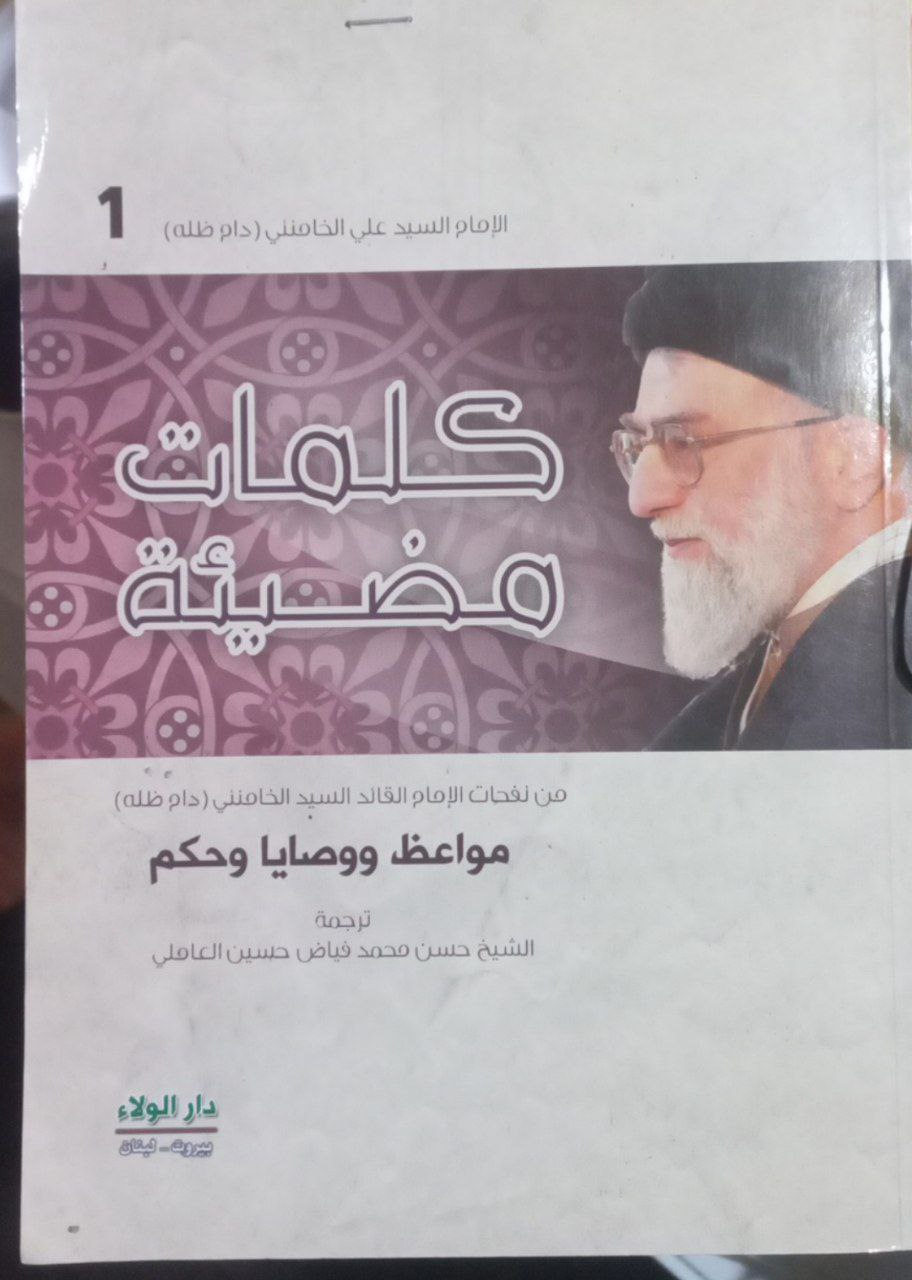 الإمام السيد علي الخامنئي (دام ظله)
1
كلمات
مضيئة
من نفحات الإمام القائد السيد الخامنئي (دام ظله)
مواعظ ووصايا وحكم
ترجمة
الشيخ حسن محمد فياض حسين العاملي
دار الولاء
بيروت - لبنان